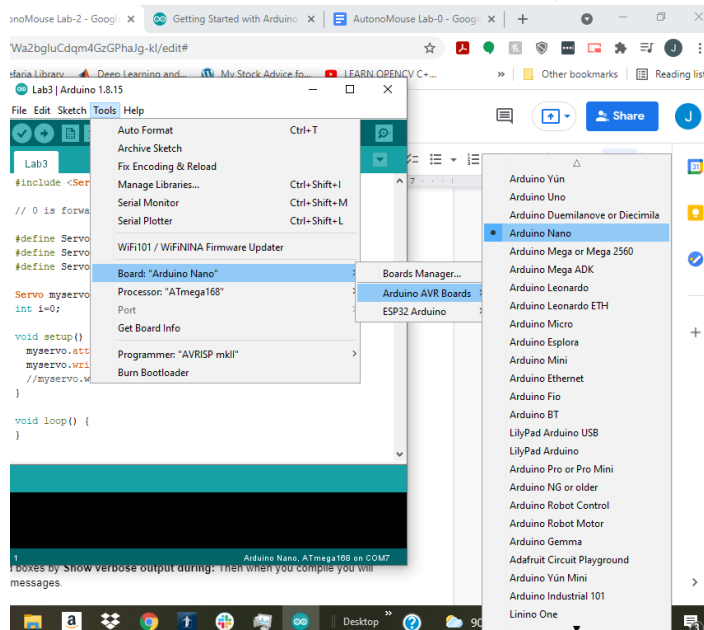 onoMouse Lab-2 - Googl
Getting Started with Arduino
AutonoMouse Lab-0 - Googl
Wa2bgluCdqm4GzGPhaJg-kl/edit#
J
efaria Library
Deep Learning and...
My Stock Advice fo...
LEARN OPENCV C+...
»
Other bookmarks
Reading list
Lab3 | Arduino 1.8.15
File Edit Sketch Tools Help
Share
J
Lab3
#include <Ser
// 0 is forwa
#define Servo
#define Servo
#define Servo
Servo myservo
int i=0;
void setup()
myservo.att
myservo.wri
//myservo.w
}
void loop() {
}
Auto Format Ctrl+T
Archive Sketch
Fix Encoding & Reload
Manage Libraries... Ctrl+Shift+I
Serial Monitor Ctrl+Shift+M
Serial Plotter Ctrl+Shift+L
WiFi101 / WiFiNINA Firmware Updater
Board: "Arduino Nano"
Processor: "ATmega168"
Port
Get Board Info
Programmer: "AVRISP mkII"
Burn Bootloader
Boards Manager...
Arduino AVR Boards
ESP32 Arduino
7
31
Arduino Yún
Arduino Uno
Arduino Duemilanove or Diecimila
Arduino Nano
Arduino Mega or Mega 2560
Arduino Mega ADK
Arduino Leonardo
Arduino Leonardo ETH
Arduino Micro
Arduino Esplora
Arduino Mini
Arduino Ethernet
Arduino Fio
Arduino BT
LilyPad Arduino USB
LilyPad Arduino
Arduino Pro or Pro Mini
Arduino NG or older
Arduino Robot Control
Arduino Robot Motor
Arduino Gemma
Adafruit Circuit Playground
Arduino Yún Mini
Arduino Industrial 101
Linino One
1
Arduino Nano, ATmega168 on COM7
boxes by Show verbose output during: Then when you compile you will
messages.
a
Desktop
»
90
3